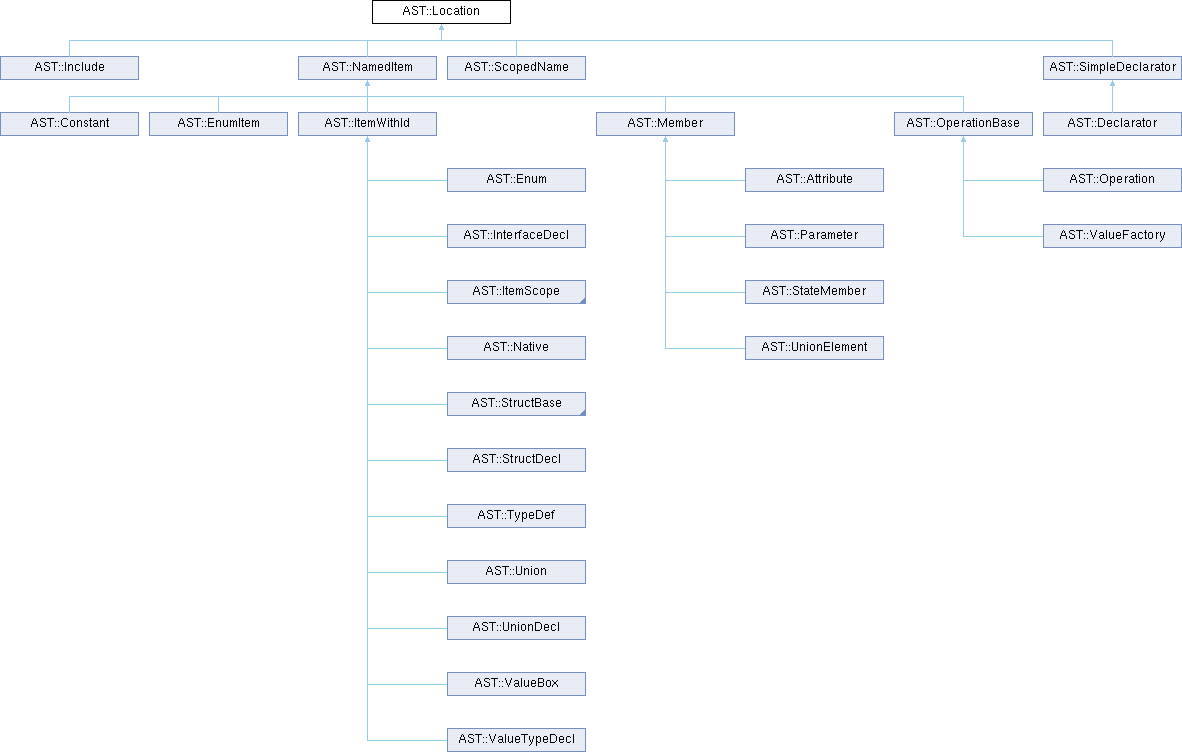 AST::Location
AST::Include
AST::NamedItem
AST::ScopedName
AST::SimpleDeclarator
AST::Constant
AST::EnumItem
AST::ItemWithId
AST::Member
AST::OperationBase
AST::Declarator
AST::Enum
AST::Attribute
AST::Operation
AST::InterfaceDecl
AST::Parameter
AST::ValueFactory
AST::ItemScope
AST::StateMember
AST::Native
AST::UnionElement
AST::StructBase
AST::StructDecl
AST::TypeDef
AST::Union
AST::UnionDecl
AST::ValueBox
AST::ValueTypeDecl